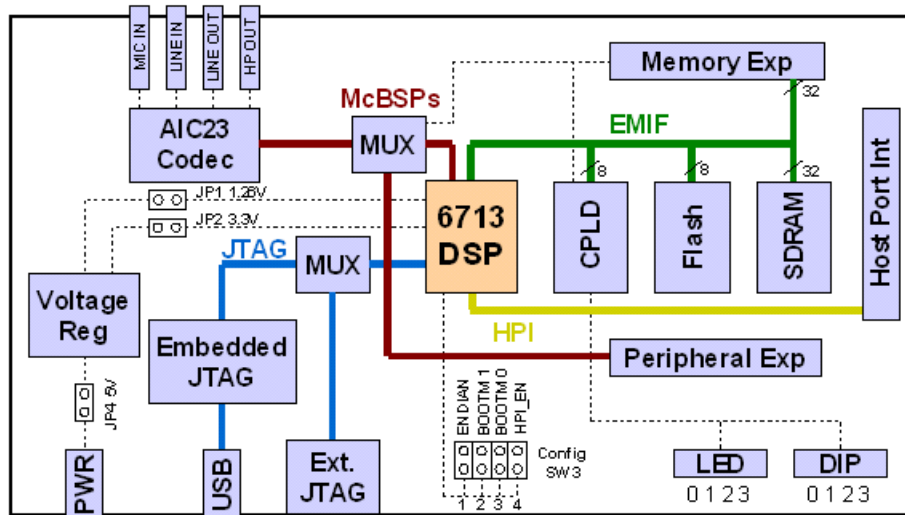 MIC IN
LINE IN
LINE OUT
HP OUT
AIC23
Codec
McBSPs
MUX
Memory Exp
32
EMIF
8
8
32
6713
DSP
CPLD
Flash
SDRAM
Host Port Int
JP1 1.26V
JP2 3.3V
JTAG
MUX
Voltage
Reg
Embedded
JTAG
HPI
Peripheral Exp
JP4 5V
PWR
USB
Ext.
JTAG
ENDIAN
BOOTM 1
BOOTM 0
HPI_EN
Config
SW3
1 2 3 4
LED
0 1 2 3
DIP
0 1 2 3